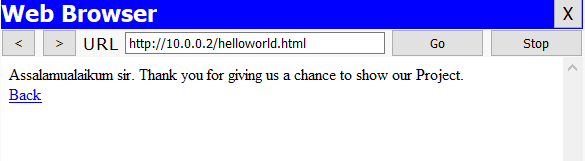 Web Browser X
< > URL http://10.0.0.2/helloworld.html Go Stop
Assalamualaikum sir. Thank you for giving us a chance to show our Project.
Back